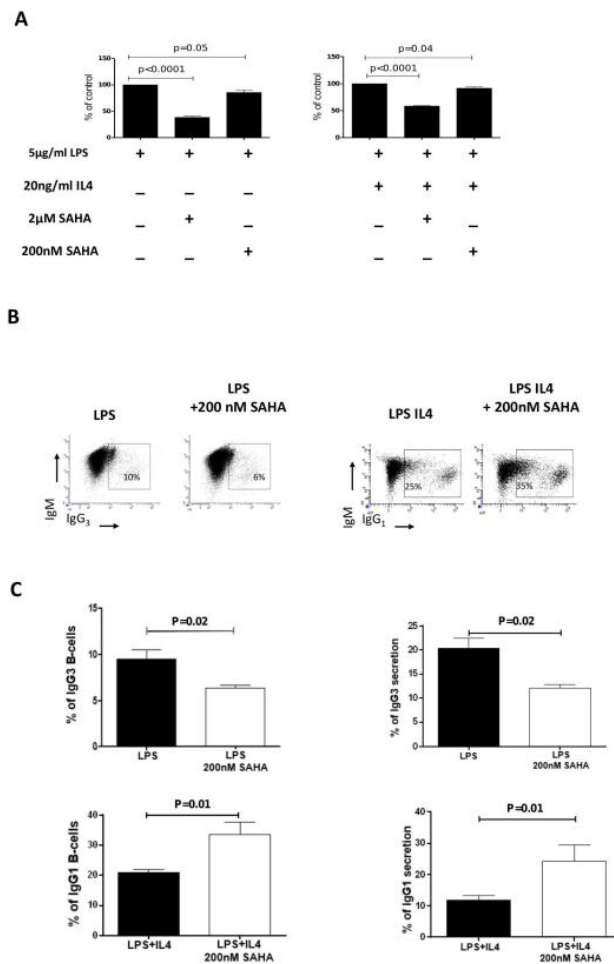 A
p=0.05
p<0.0001
% of control
150
100
50
0
p=0.04
p<0.0001
% of control
150
100
50
0
5µg/ml LPS + + + + + +
20ng/ml IL4 – – – + + +
2µM SAHA – + – – + –
200nM SAHA – – + – – +
B
LPS
LPS
+200 nM SAHA
LPS IL4
LPS IL4
+ 200nM SAHA
10%
6%
25%
35%
IgM
IgG3
IgM
IgG1
C
P=0.02
% of IgG3 B-cells
15
10
5
0
LPS
LPS
200nM SAHA
P=0.02
% of IgG3 secretion
25
20
15
10
5
0
LPS
LPS
200nM SAHA
P=0.01
% of IgG1 B-cells
40
30
20
10
0
LPS+IL4
LPS+IL4
200nM SAHA
P=0.01
% of IgG1 secretion
40
30
20
10
0
LPS+IL4
LPS+IL4
200nM SAHA